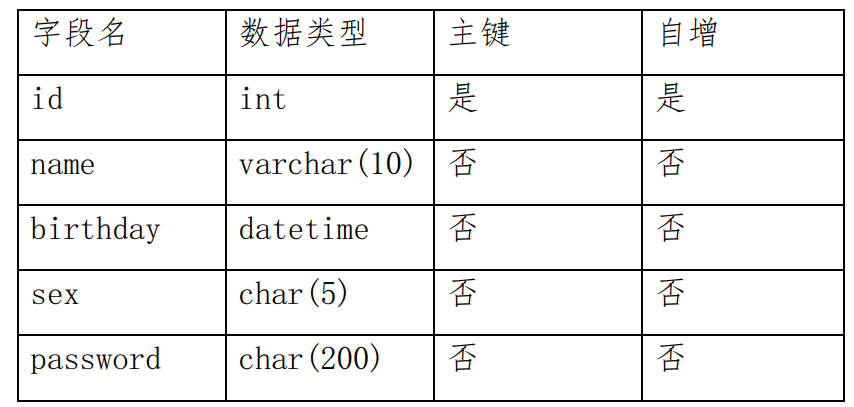 字段名 数据类型 主键 自增
id int 是 是
name varchar(10) 否 否
birthday datetime 否 否
sex char(5) 否 否
password char(200) 否 否